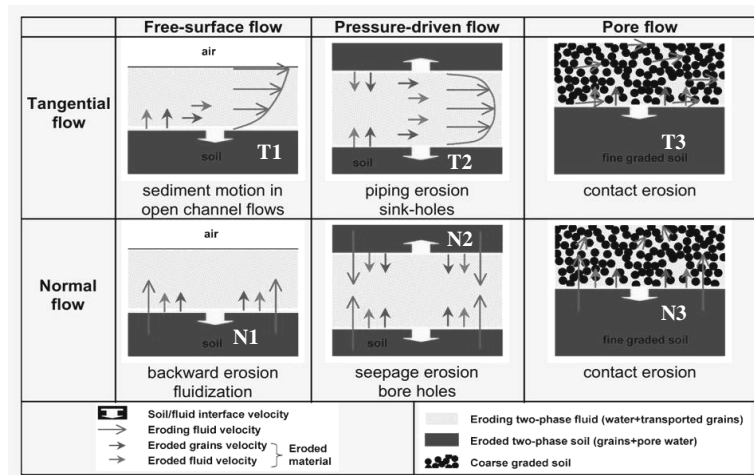 Free-surface flow
Pressure-driven flow
Pore flow
Tangential
flow
air
soil
T1
sediment motion in
open channel flows
soil
T2
piping erosion
sink-holes
T3
fine graded soil
contact erosion
Normal
flow
air
soil
N1
backward erosion
fluidization
N2
soil
seepage erosion
bore holes
N3
fine graded soil
contact erosion
Soil/fluid interface velocity
Eroding fluid velocity
Eroded grains velocity
Eroded fluid velocity
Eroded
material
Eroding two-phase fluid (water+transported grains)
Eroded two-phase soil (grains+pore water)
Coarse graded soil